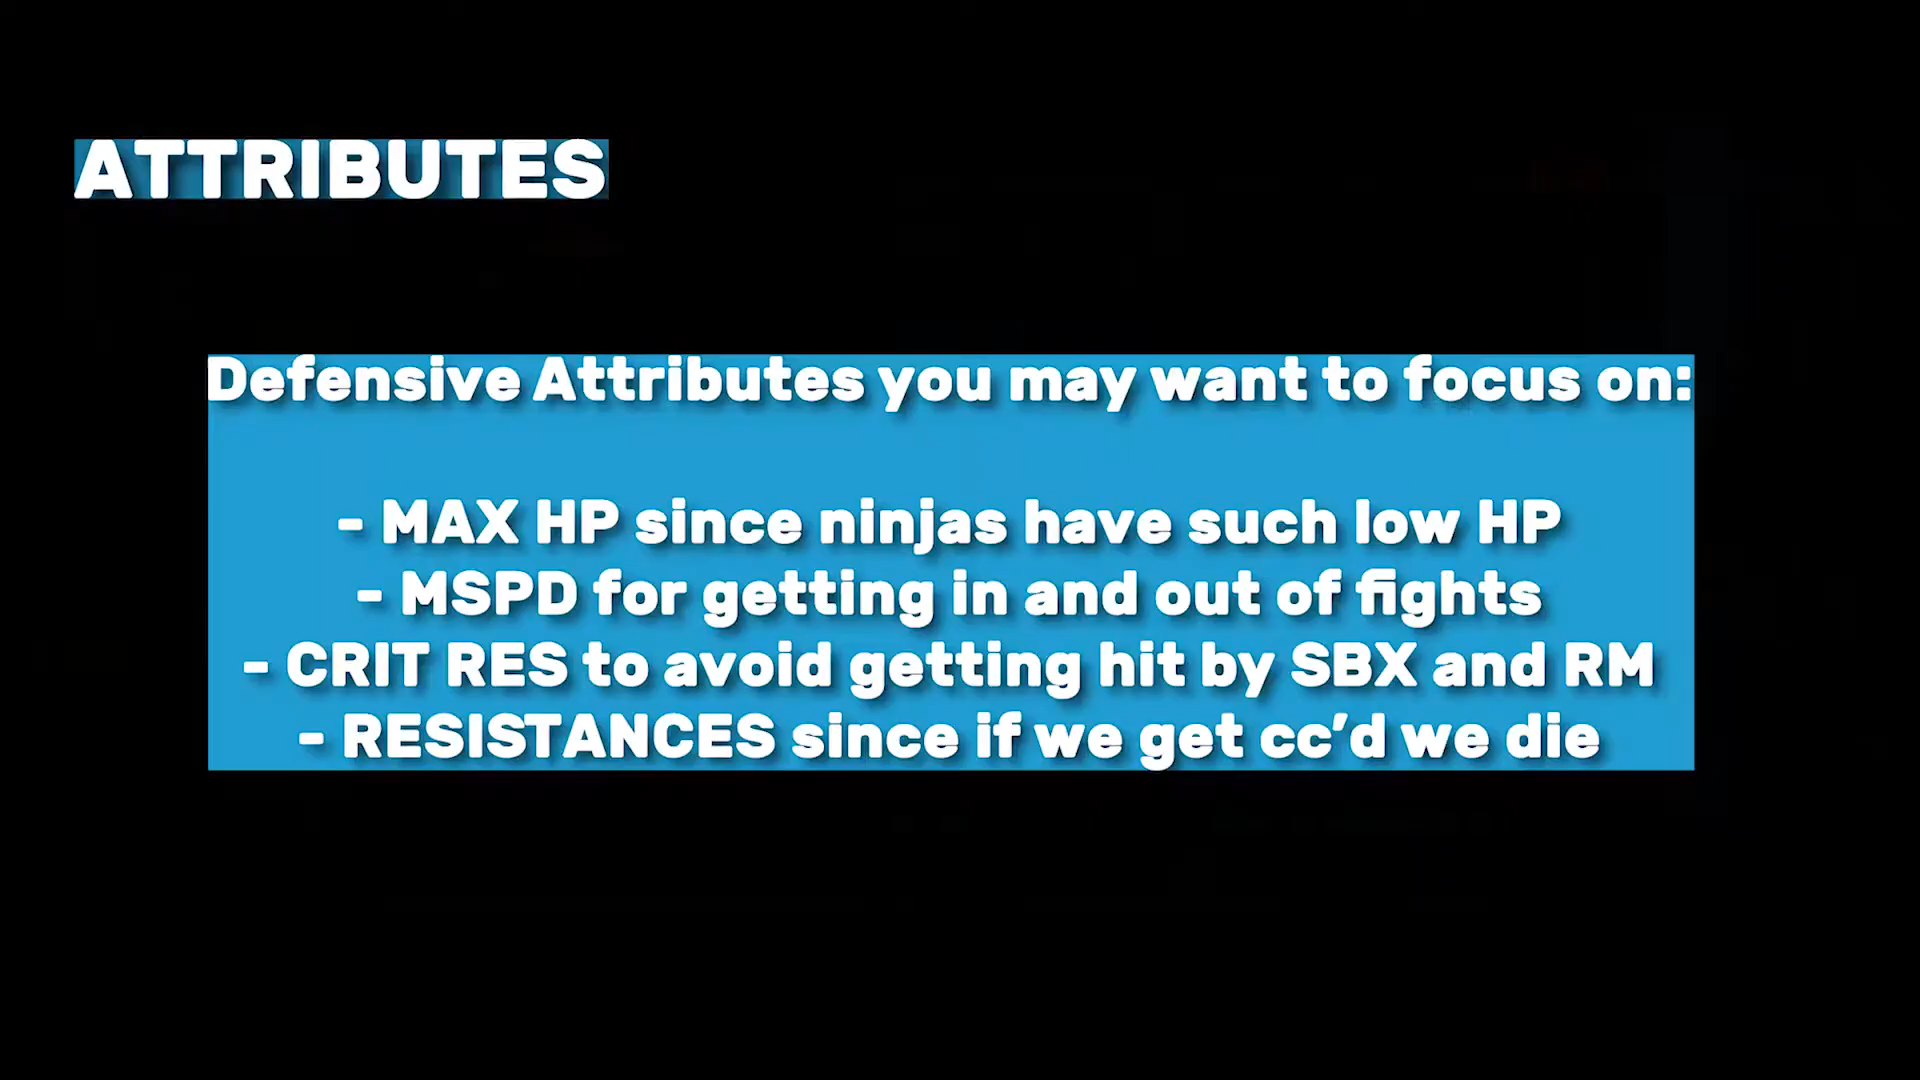 ATTRIBUTES
Defensive Attributes you may want to focus on:
- MAX HP since ninjas have such low HP
- MSPD for getting in and out of fights
- CRIT RES to avoid getting hit by SBX and RM
- RESISTANCES since if we get cc’d we die